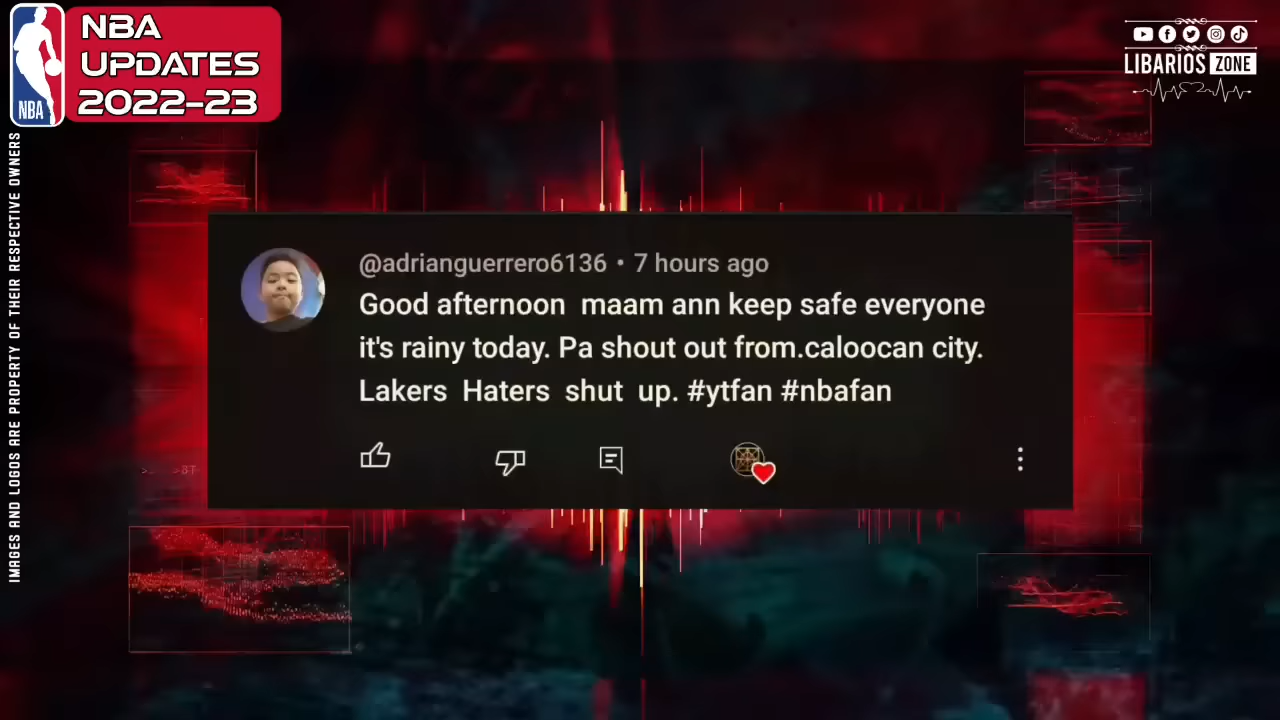 NBA
UPDATES
2022-23
NBA
LIBARIOS ZONE
IMAGES AND LOGOS ARE PROPERTY OF THEIR RESPECTIVE OWNERS
@adrianguerrero6136 • 7 hours ago
Good afternoon  maam ann keep safe everyone
it's rainy today. Pa shout out from.caloocan city.
Lakers  Haters  shut  up. #ytfan #nbafan